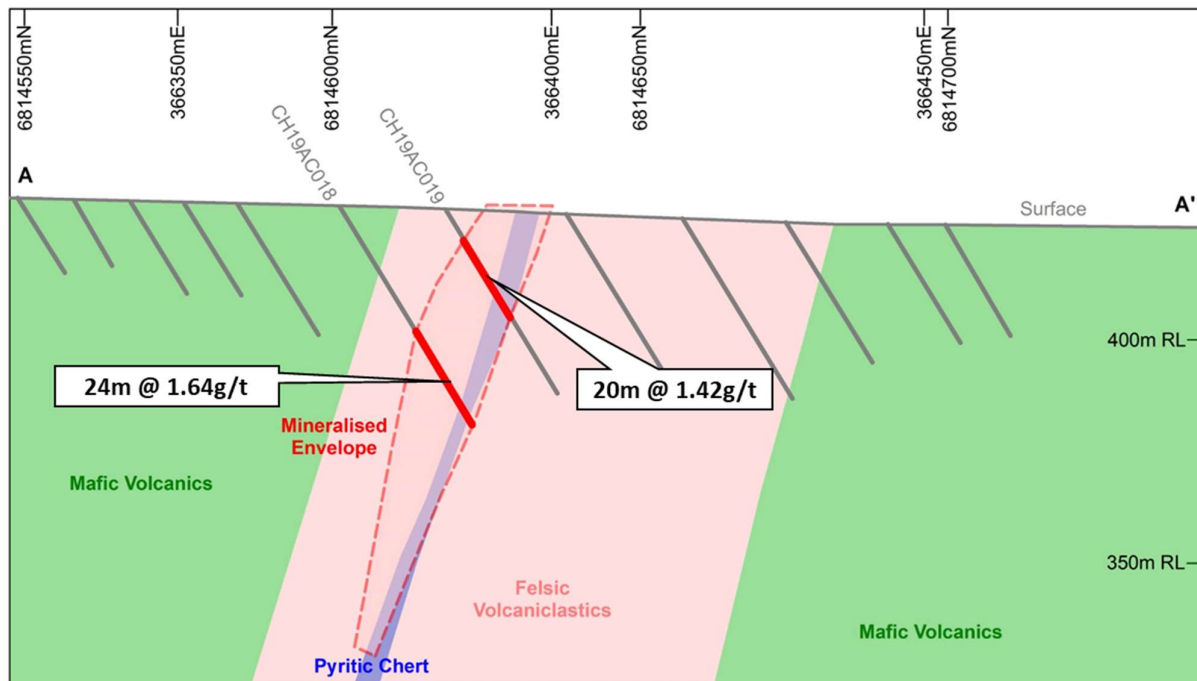 6814550mN
366350mE
6814600mN
366400mE
6814650mN
366450mE
6814700mN
CH19AC018
CH19AC019
A
A'
Surface
400m RL
24m @ 1.64g/t
20m @ 1.42g/t
Mineralised
Envelope
Mafic Volcanics
350m RL
Felsic
Volcaniclastics
Mafic Volcanics
Pyritic Chert